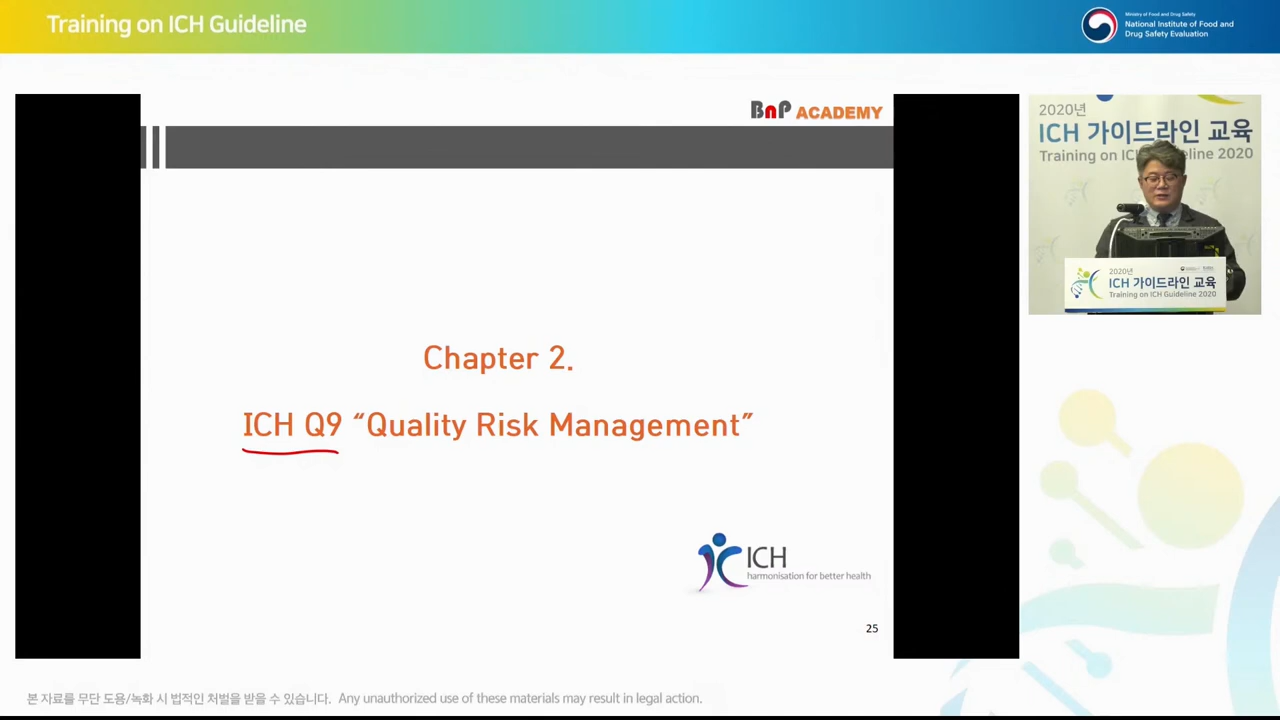 Training on ICH Guideline
Ministry of Food and Drug Safety
National Institute of Food and
Drug Safety Evaluation
BnP ACADEMY
2020년
ICH 가이드라인 교육
Training on ICH Guideline 2020
Chapter 2.
ICH Q9 “Quality Risk Management”
2020년
ICH 가이드라인 교육
Training on ICH Guideline 2020
ICH
harmonisation for better health
25
본 자료를 무단 도용/녹화 시 법적인 처벌을 받을 수 있습니다. Any unauthorized use of these materials may result in legal action.